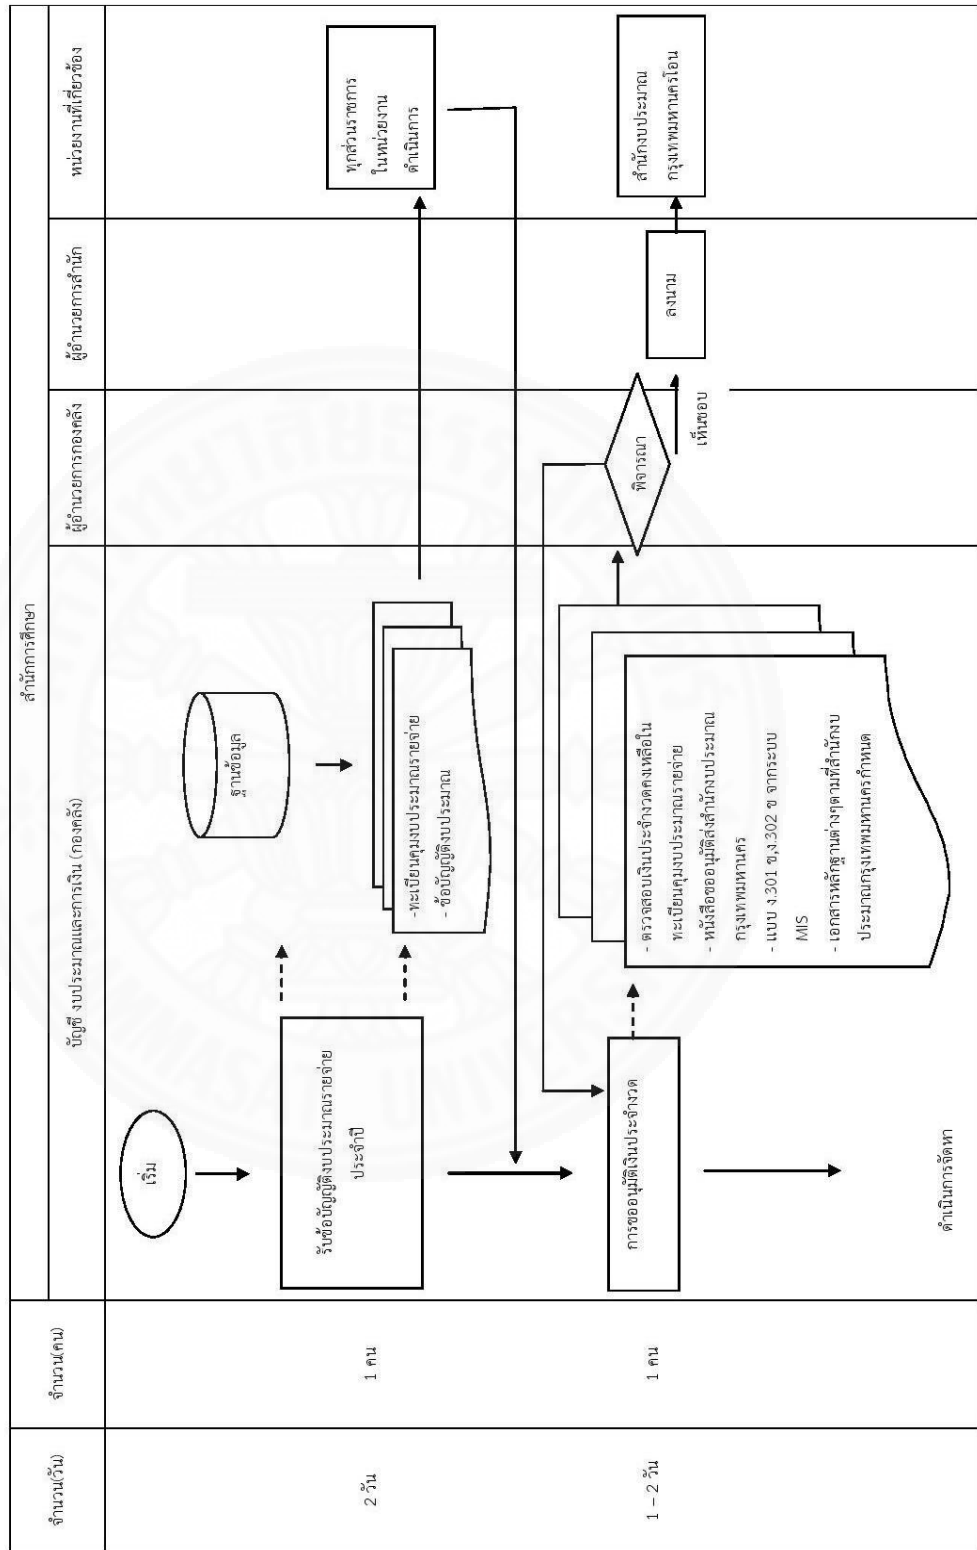 สำนักการศึกษา
จำนวน(วัน)
จำนวน(คน)
บัญชี งบประมาณและการเงิน (กองคลัง)
ผู้อำนวยการกองคลัง
ผู้อำนวยการสำนัก
หน่วยงานที่เกี่ยวข้อง
เริ่ม
ฐานข้อมูล
2 วัน
1 คน
รับข้อบัญญัติงบประมาณรายจ่าย
ประจำปี
-ทะเบียนคุมงบประมาณรายจ่าย
- ข้อบัญญัติงบประมาณ
ทุกส่วนราชการ
ในหน่วยงาน
ดำเนินการ
1 – 2 วัน
1 คน
การขออนุมัติเงินประจำงวด
- ตรวจสอบเงินประจำงวดคงเหลือใน
ทะเบียนคุมงบประมาณรายจ่าย
- หนังสือขออนุมัติส่งสำนักงบประมาณ
กรุงเทพมหานคร
- แบบ ง.301 ข,ง.302 ข จากระบบ
MIS
- เอกสารหลักฐานต่างๆตามที่สำนักงบ
ประมาณกรุงเทพมหานครกำหนด
พิจารณา
เห็นชอบ
ลงนาม
สำนักงบประมาณ
กรุงเทพมหานครโอน
ดำเนินการจัดหา